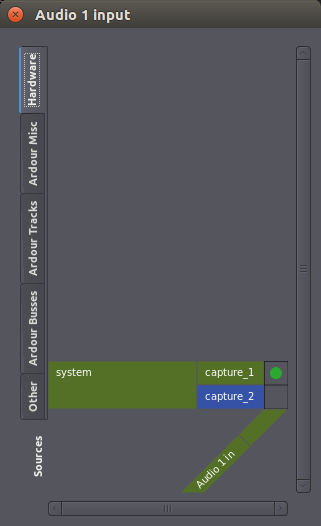 Audio 1 input
Hardware
Ardour Misc
Ardour Tracks
Ardour Busses
Other
Sources
system
capture_1
capture_2
Audio 1 in